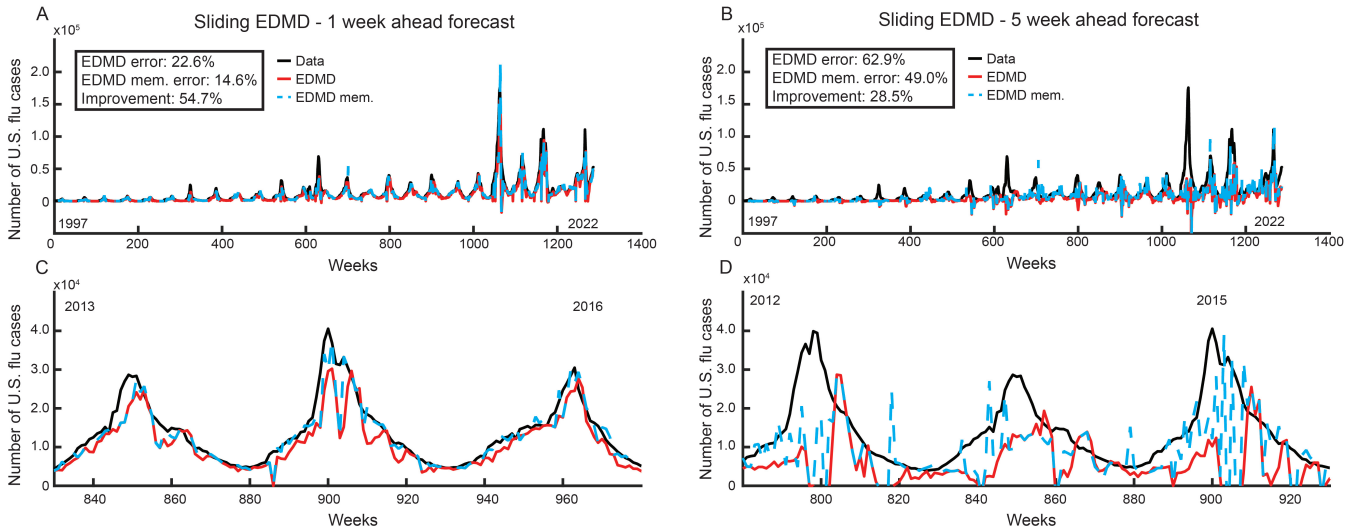 A
Sliding EDMD - 1 week ahead forecast
x10⁵
EDMD error: 22.6%
EDMD mem. error: 14.6%
Improvement: 54.7%
Data
EDMD
EDMD mem.
Number of U.S. flu cases
2.0
1.5
1.0
0.5
0
1997
2022
0 200 400 600 800 1000 1200 1400
Weeks
B
Sliding EDMD - 5 week ahead forecast
x10⁵
EDMD error: 62.9%
EDMD mem. error: 49.0%
Improvement: 28.5%
Data
EDMD
EDMD mem.
Number of U.S. flu cases
2.0
1.5
1.0
0.5
0
1997
2022
0 200 400 600 800 1000 1200 1400
Weeks
C
x10⁴
2013
2016
Number of U.S. flu cases
4.0
3.0
2.0
1.0
0
840 860 880 900 920 940 960
Weeks
D
x10⁴
2012
2015
Number of U.S. flu cases
4.0
3.0
2.0
1.0
0
800 820 840 860 880 900 920
Weeks